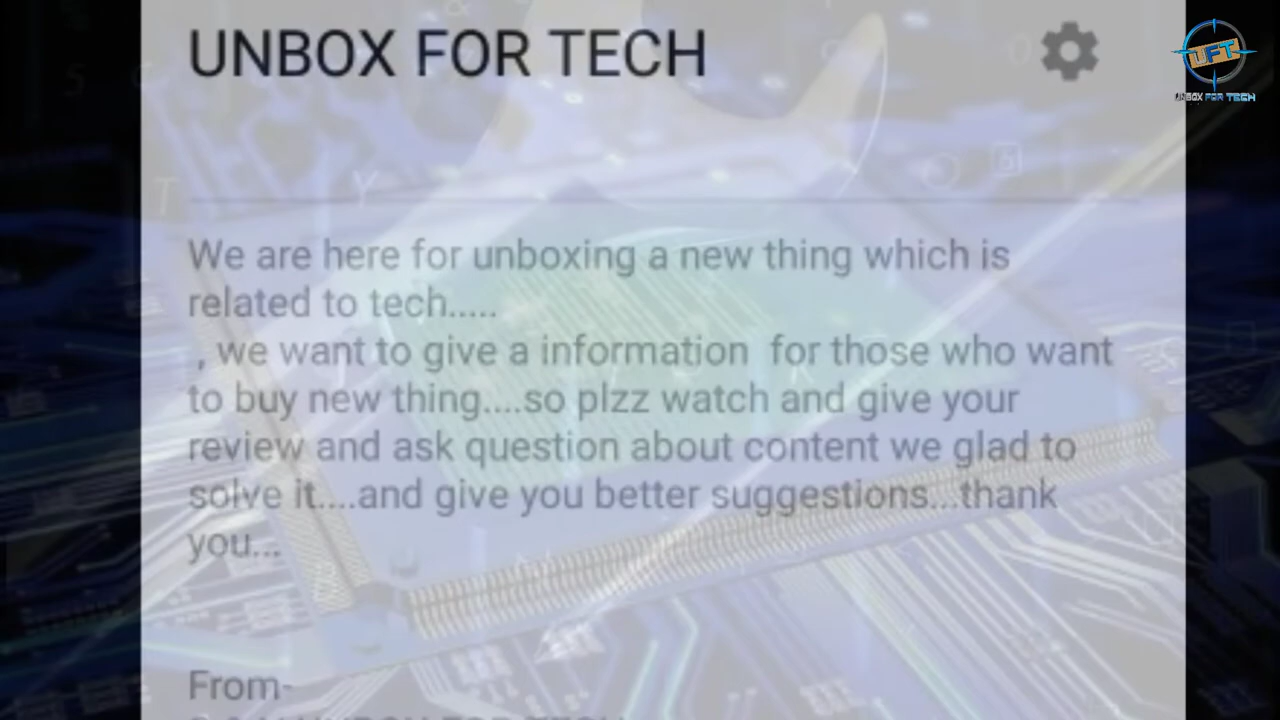 UNBOX FOR TECH
UFT
UNBOX FOR TECH
We are here for unboxing a new thing which is
related to tech.....
, we want to give a information  for those who want
to buy new thing....so plzz watch and give your
review and ask question about content we glad to
solve it....and give you better suggestions...thank
you...
From-